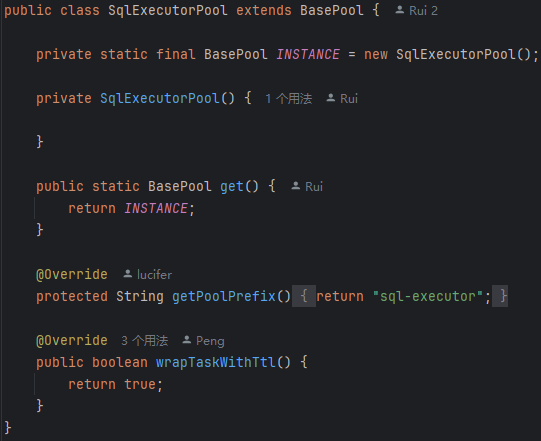 public class SqlExecutorPool extends BasePool {  Rui 2
private static final BasePool INSTANCE = new SqlExecutorPool();
private SqlExecutorPool() {  1 个用法  Rui
}
public static BasePool get() {  Rui
return INSTANCE;
}
@Override  lucifer
protected String getPoolPrefix() { return "sql-executor"; }
@Override  3 个用法  Peng
public boolean wrapTaskWithTtl() {
return true;
}
}